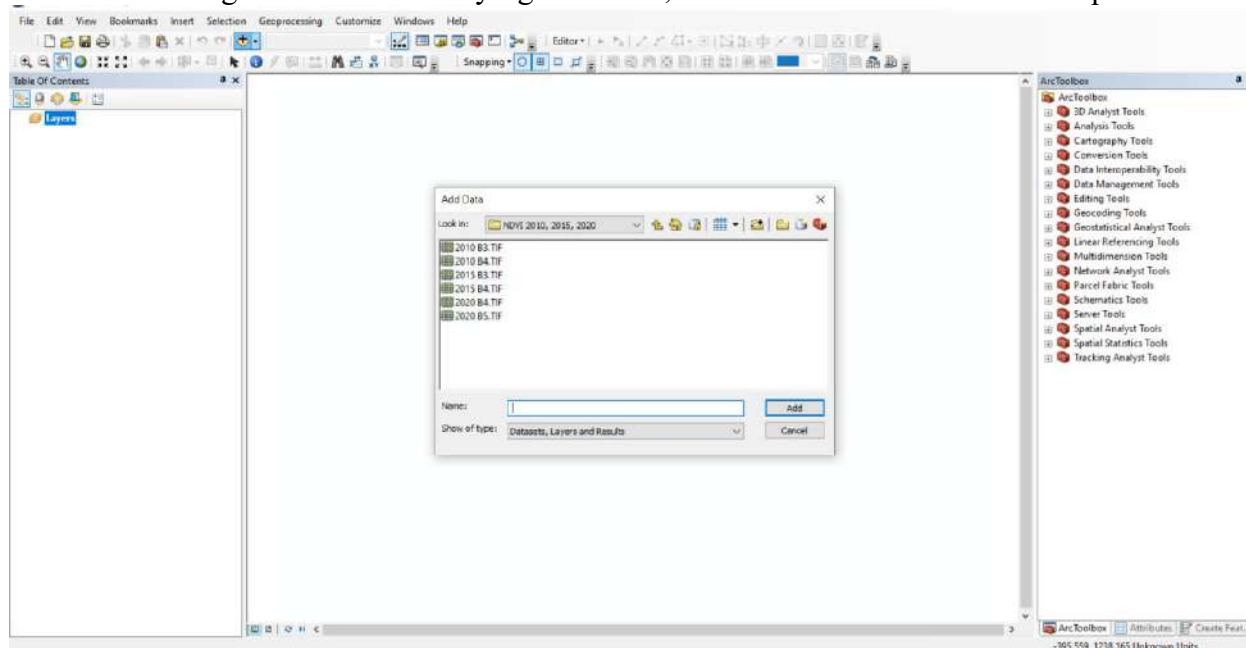 File Edit View Bookmarks Insert Selection Geoprocessing Customize Windows Help
Editor
Snapping
Table Of Contents
Layers
Add Data
Look in: NDVI 2010, 2015, 2020
2010 B3.TIF
2010 B4.TIF
2015 B3.TIF
2015 B4.TIF
2020 B4.TIF
2020 B5.TIF
Name: Add
Show of type: Datasets, Layers and Results Cancel
ArcToolbox
ArcToolbox
3D Analyst Tools
Analysis Tools
Cartography Tools
Conversion Tools
Data Interoperability Tools
Data Management Tools
Editing Tools
Geocoding Tools
Geostatistical Analyst Tools
Linear Referencing Tools
Multidimension Tools
Network Analyst Tools
Parcel Fabric Tools
Schematics Tools
Server Tools
Spatial Analyst Tools
Spatial Statistics Tools
Tracking Analyst Tools
ArcToolbox Attributes Create Feat.
-395.559 1238.165 Unknown Units